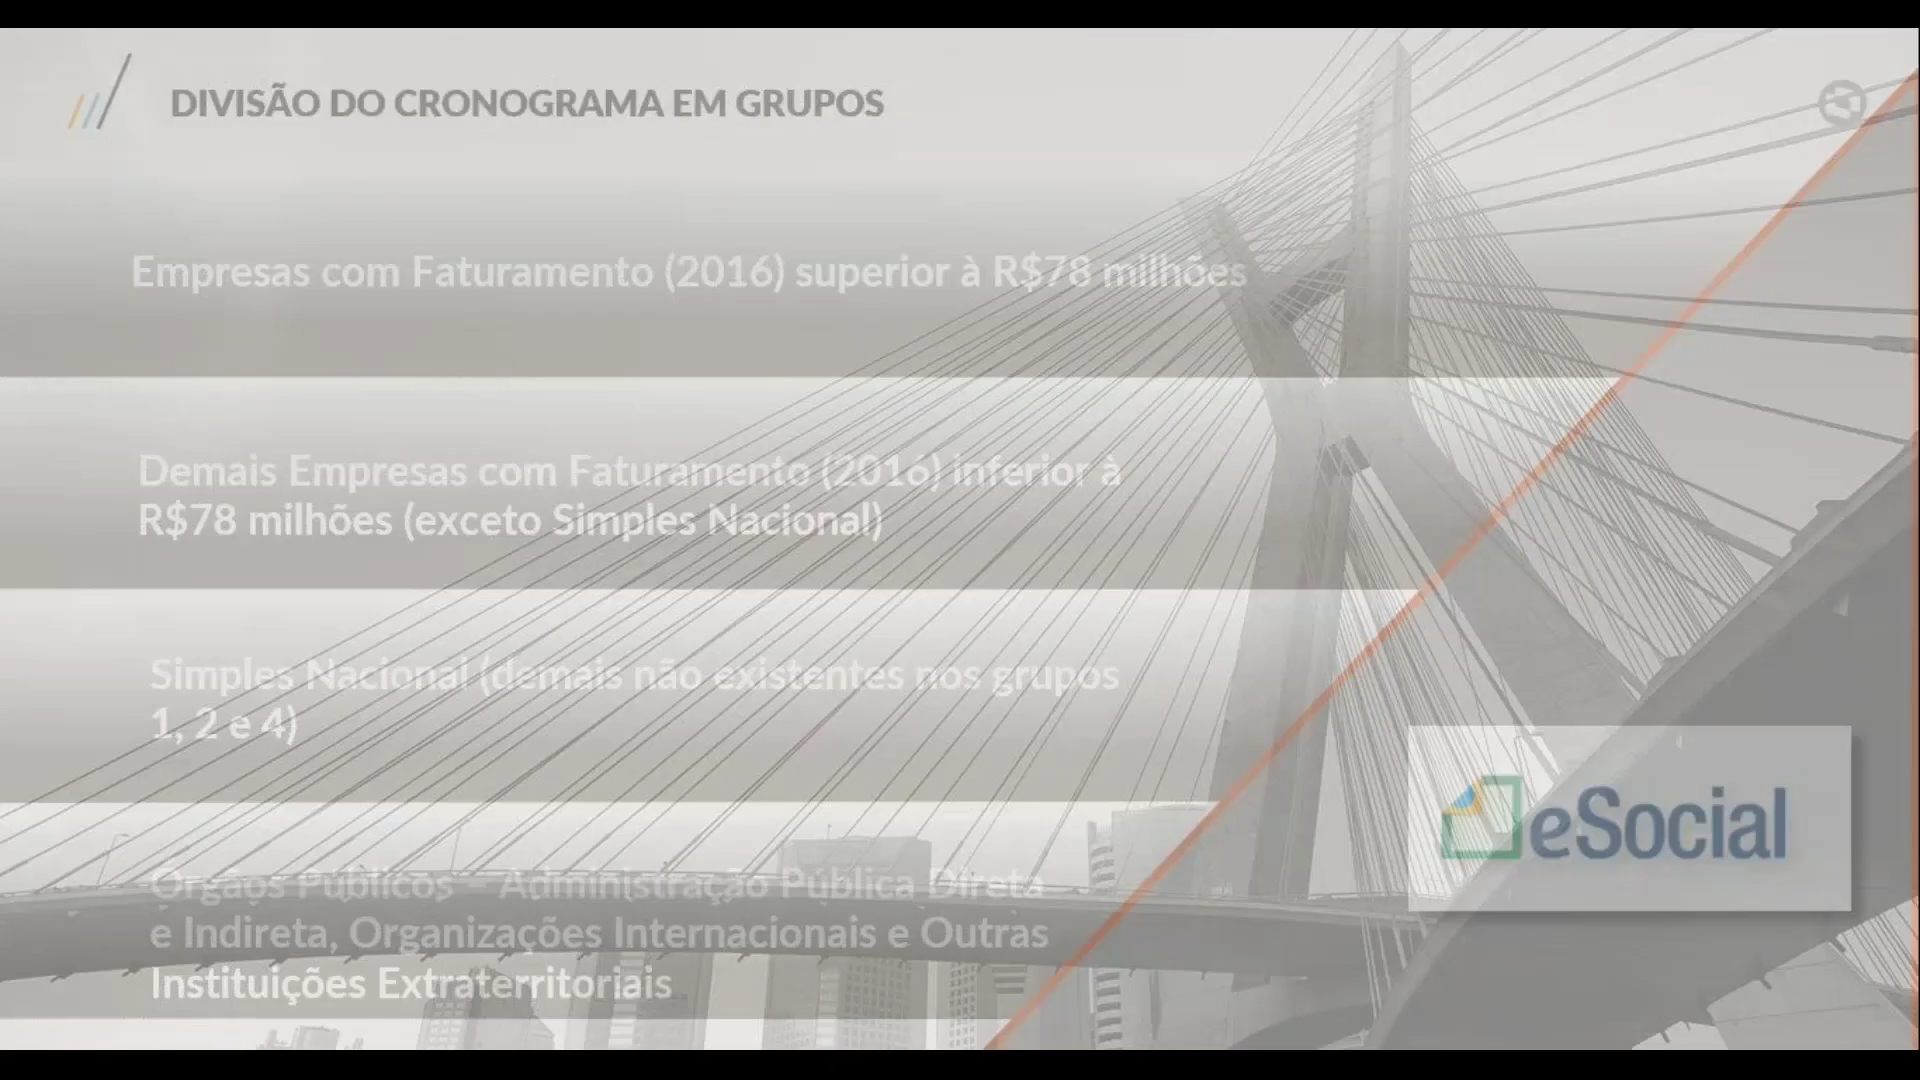 DIVISÃO DO CRONOGRAMA EM GRUPOS
Empresas com Faturamento (2016) superior à R$78 milhões
Demais Empresas com Faturamento (2016) inferior à
R$78 milhões (exceto Simples Nacional)
Simples Nacional (demais não existentes nos grupos
1, 2 e 4)
Órgãos Públicos - Administração Pública Direta
e Indireta, Organizações Internacionais e Outras
Instituições Extraterritoriais
eSocial